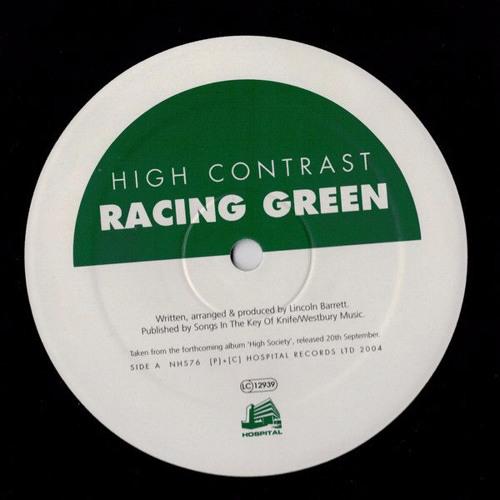 HIGH CONTRAST
RACING GREEN
Written, arranged & produced by Lincoln Barrett.
Published by Songs In The Key Of Knife/Westbury Music.
Taken from the forthcoming album 'High Society', released 20th September.
SIDE A NHS76 [P]+[C] HOSPITAL RECORDS LTD 2004
LC 12939
HOSPITAL